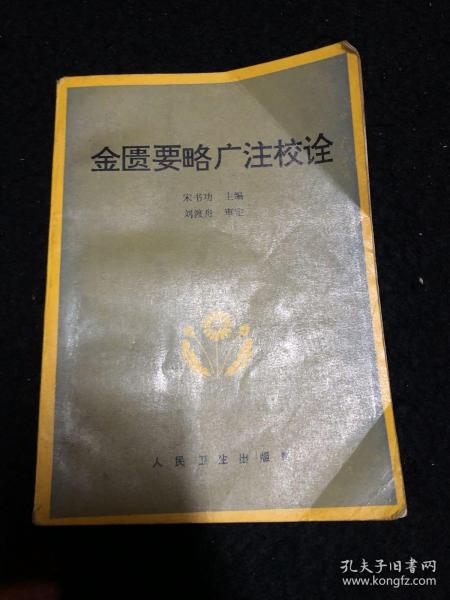 金匮要略广注校诠
宋书功 主编
刘渡舟 审定
人民卫生出版社
孔夫子旧书网
www.kongfz.com